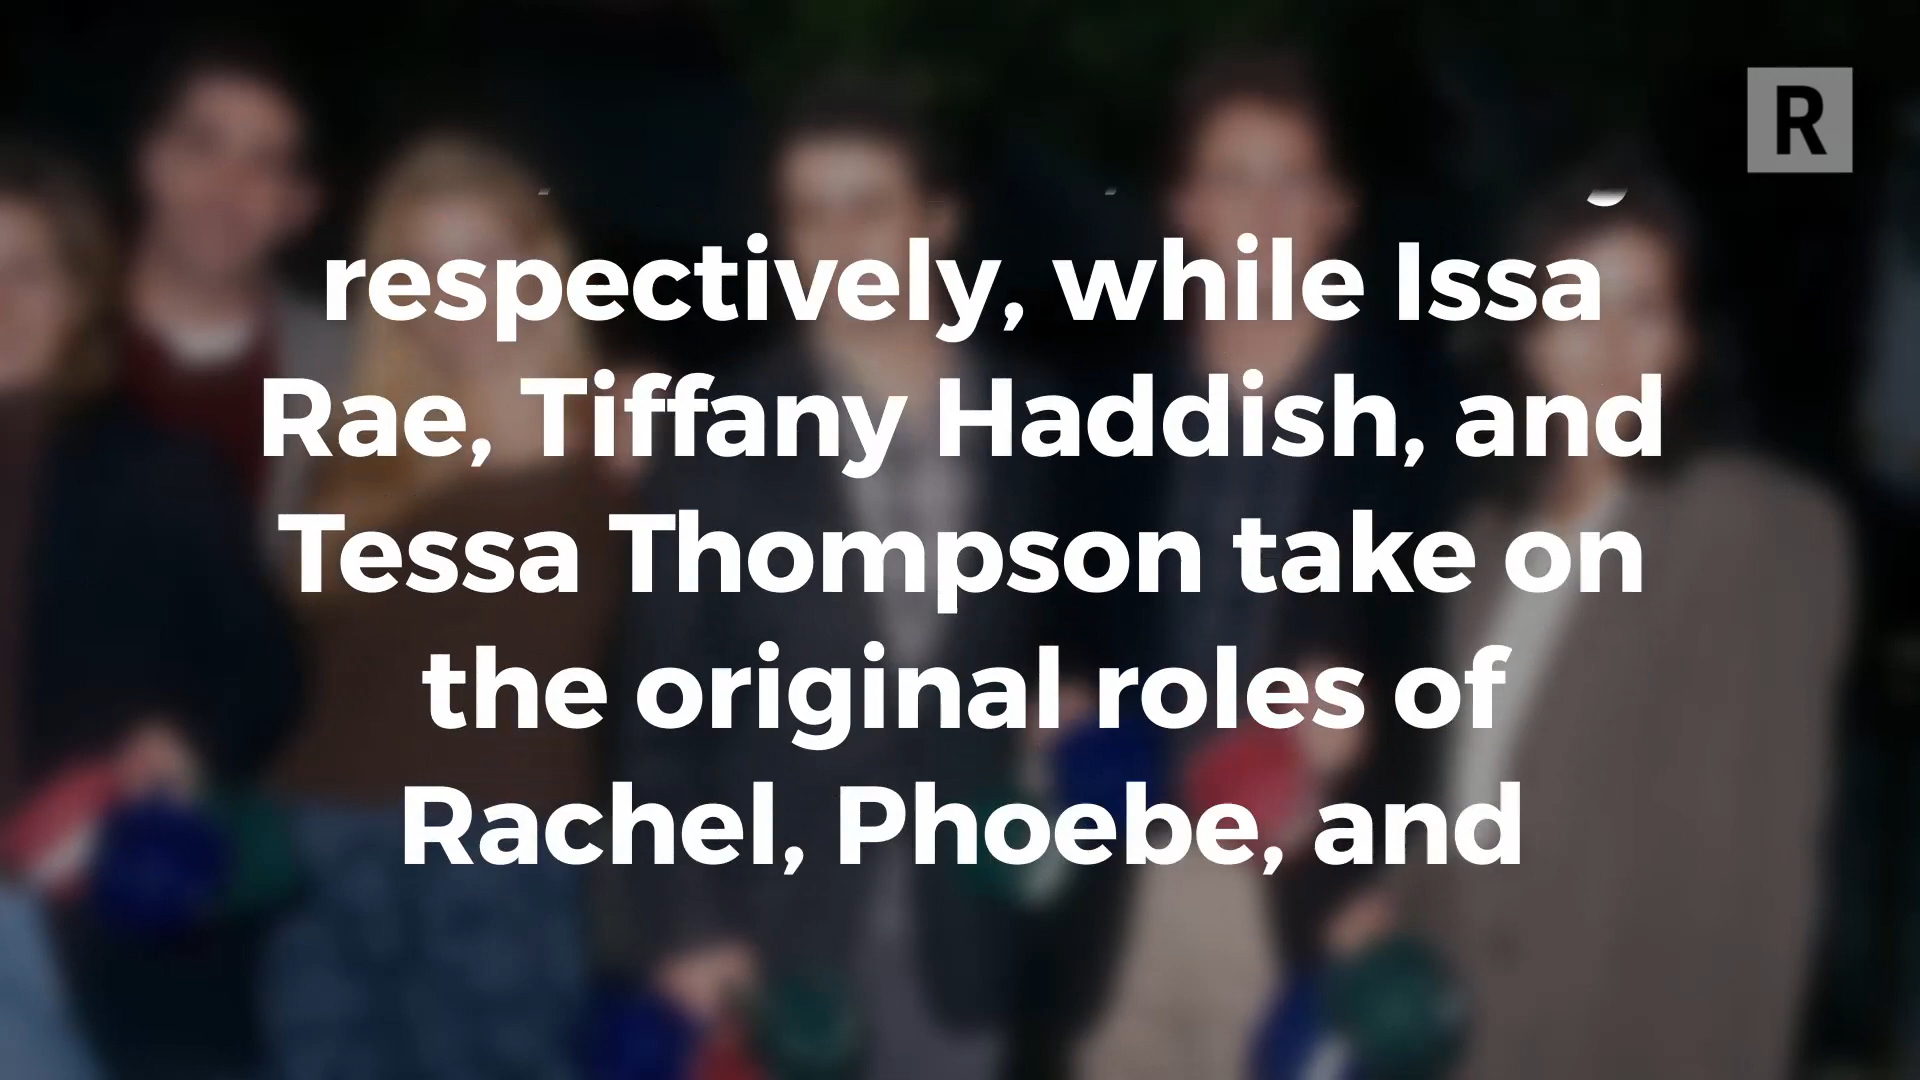 R
respectively, while Issa
Rae, Tiffany Haddish, and
Tessa Thompson take on
the original roles of
Rachel, Phoebe, and